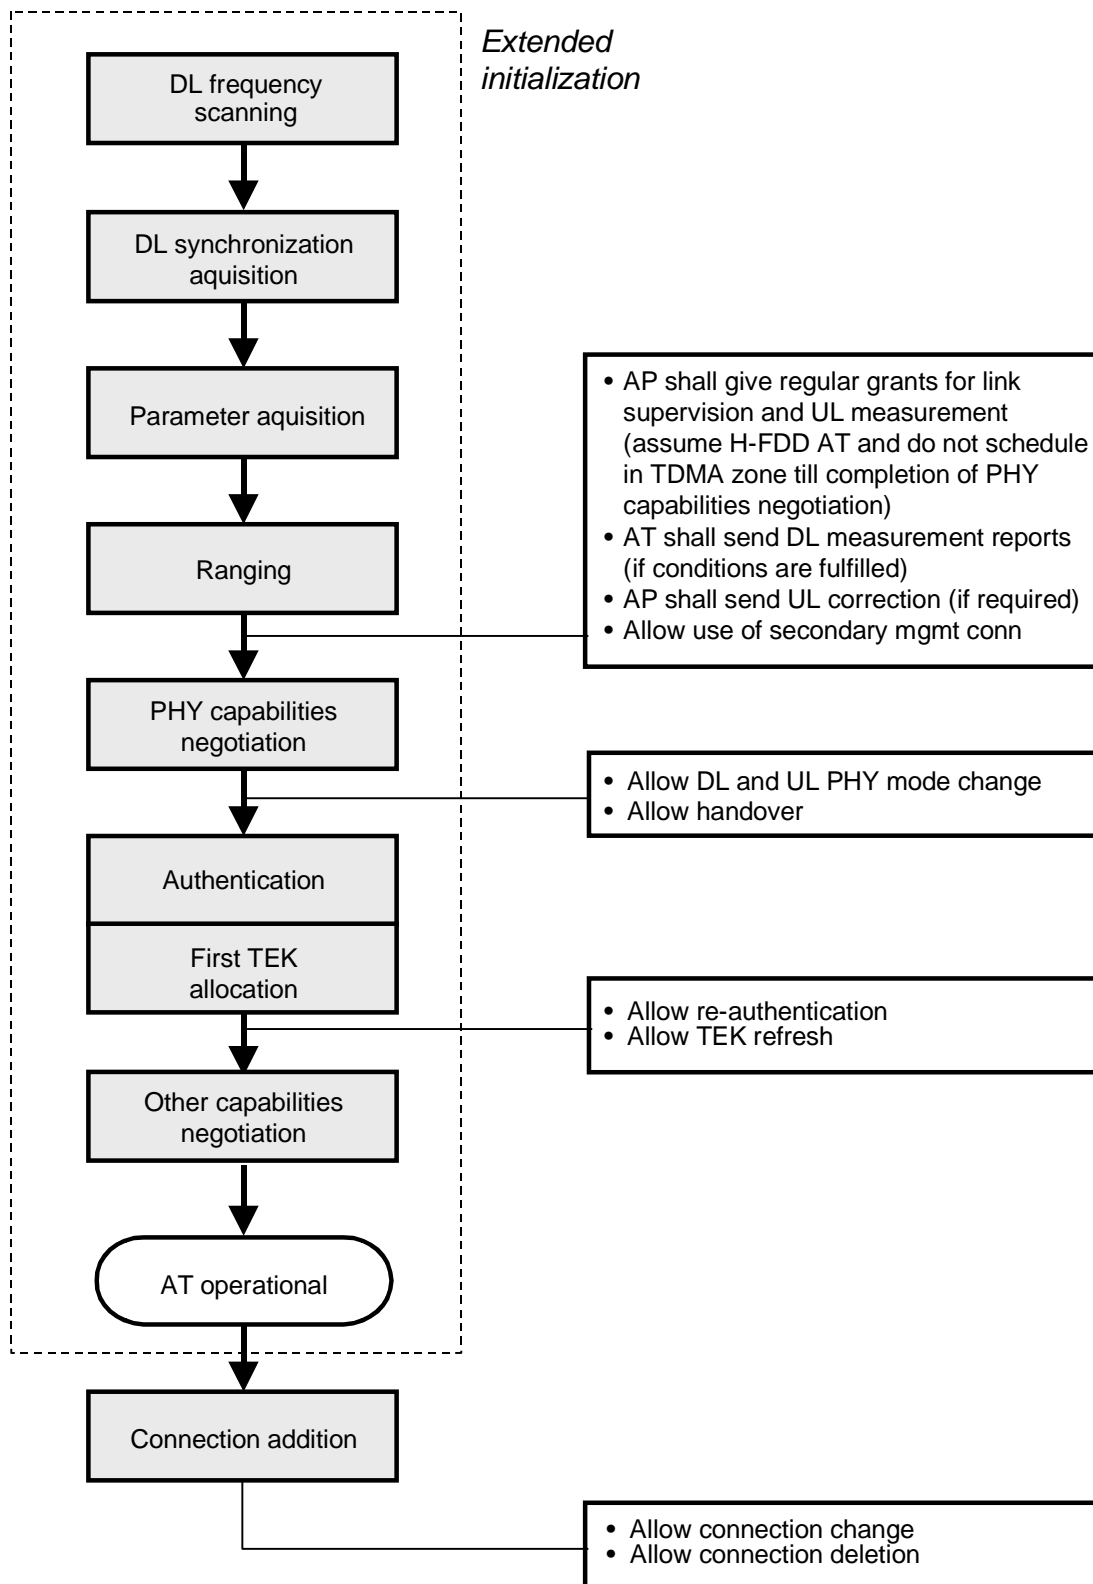 Extended
initialization
DL frequency
scanning
DL synchronization
aquisition
Parameter aquisition
Ranging
• AP shall give regular grants for link
supervision and UL measurement
(assume H-FDD AT and do not schedule
in TDMA zone till completion of PHY
capabilities negotiation)
• AT shall send DL measurement reports
(if conditions are fulfilled)
• AP shall send UL correction (if required)
• Allow use of secondary mgmt conn
PHY capabilities
negotiation
• Allow DL and UL PHY mode change
• Allow handover
Authentication
First TEK
allocation
• Allow re-authentication
• Allow TEK refresh
Other capabilities
negotiation
AT operational
Connection addition
• Allow connection change
• Allow connection deletion